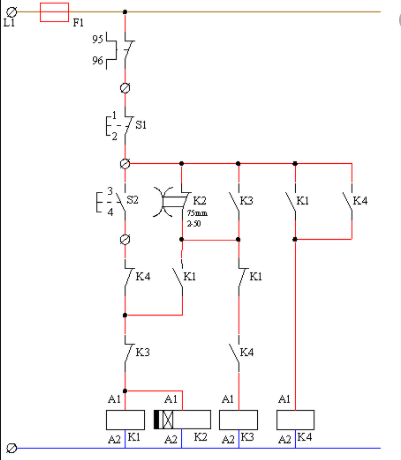 L1 F1
95
96
1
S1
2
3
S2
4
K2
75mm
2-50
K3
K1
K4
K4
K1
K1
K3
K4
A1 A1 A1 A1
A2 K1 A2 K2 A2 K3 A2 K4